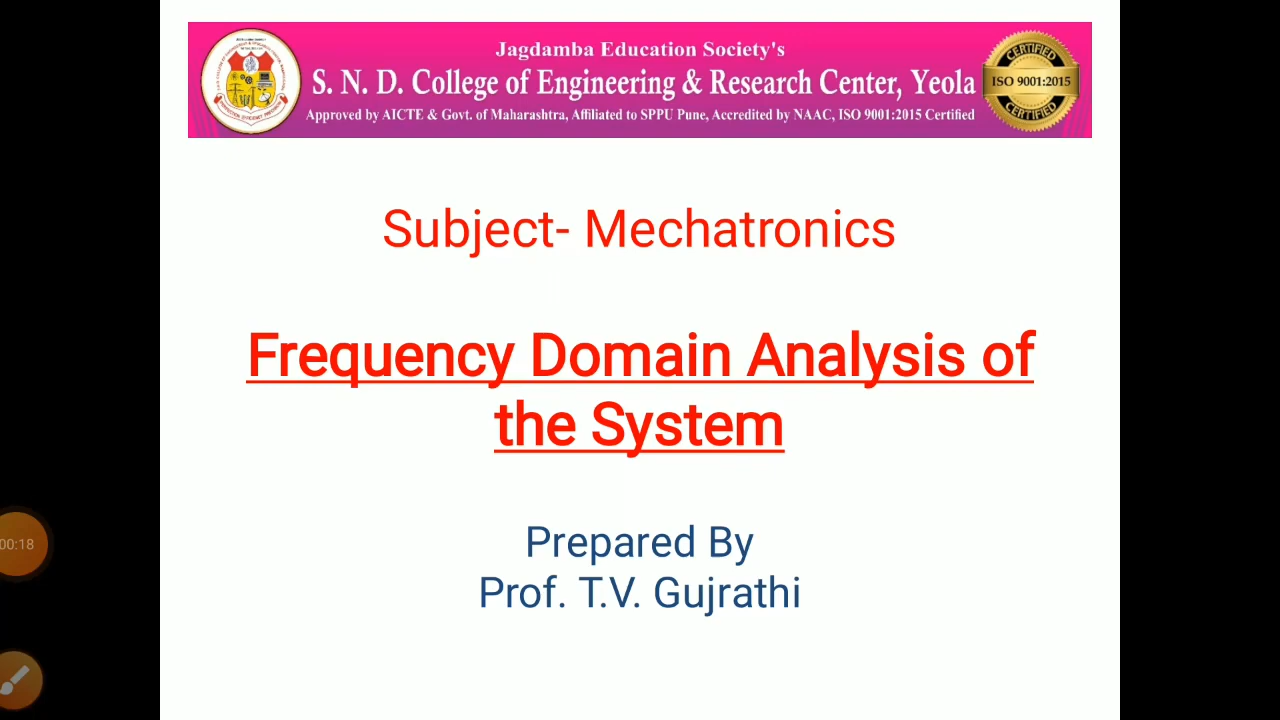 Jagdamba Education Society's
S. N. D. College of Engineering & Research Center, Yeola
Approved by AICTE & Govt. of Maharashtra, Affiliated to SPPU Pune, Accredited by NAAC, ISO 9001:2015 Certified
CERTIFIED
ISO 9001:2015
CERTIFIED
Subject- Mechatronics
Frequency Domain Analysis of
the System
Prepared By
Prof. T.V. Gujrathi
00:18